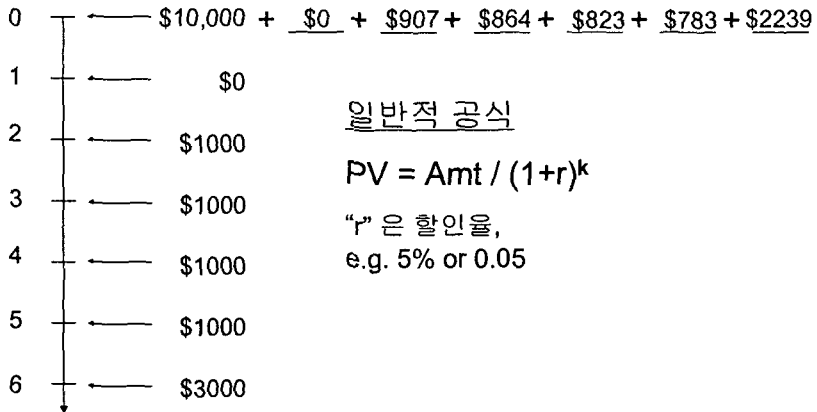 0 $10,000 + $0 + $907 + $864 + $823 + $783 + $2239
1 $0
일반적 공식
2 $1000
PV = Amt / (1+r)ᵏ
3 $1000
“r” 은 할인율,
4 $1000
e.g. 5% or 0.05
5 $1000
6 $3000